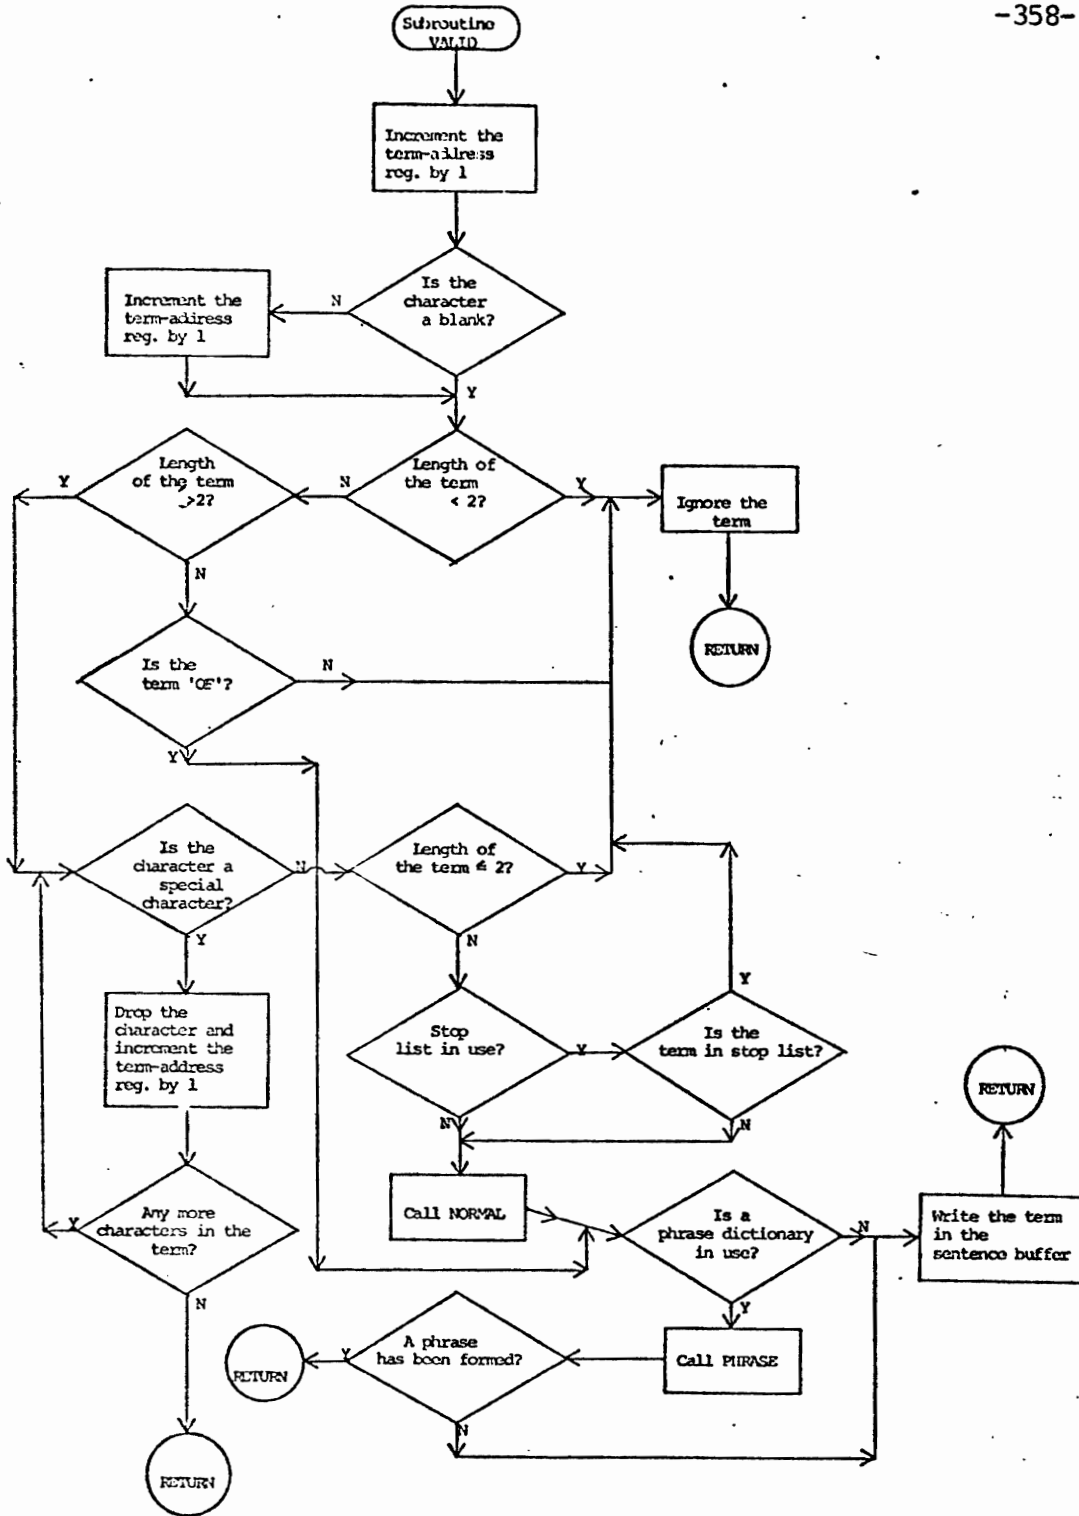 -358-
Subroutine
VALID
Increment the
term-address
reg. by 1
Is the
character
a blank?
N
Increment the
term-address
reg. by 1
Y
Length
of the term
>2?
Y
N
Length of
the term
< 2?
Y
Ignore the
term
N
RETURN
Is the
term 'OF'?
N
Y
Is the
character a
special
character?
N
Length of
the term ≤ 2?
Y
Y
N
Y
Drop the
character and
increment the
term-address
reg. by 1
Stop
list in use?
Y
Is the
term in stop list?
RETURN
N
N
Any more
characters in the
term?
Y
Call NORMAL
Is a
phrase dictionary
in use?
N
Write the term
in the
sentence buffer
N
Y
A phrase
has been formed?
Y
RETURN
Call PHRASE
N
RETURN